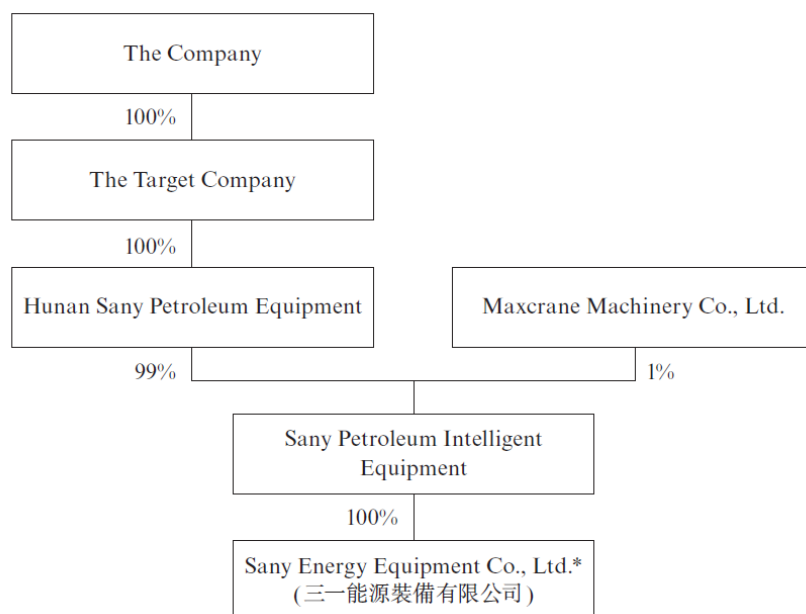 The Company
100%
The Target Company
100%
Hunan Sany Petroleum Equipment
Maxcrane Machinery Co., Ltd.
99%
1%
Sany Petroleum Intelligent
Equipment
100%
Sany Energy Equipment Co., Ltd.*
(三一能源裝備有限公司)